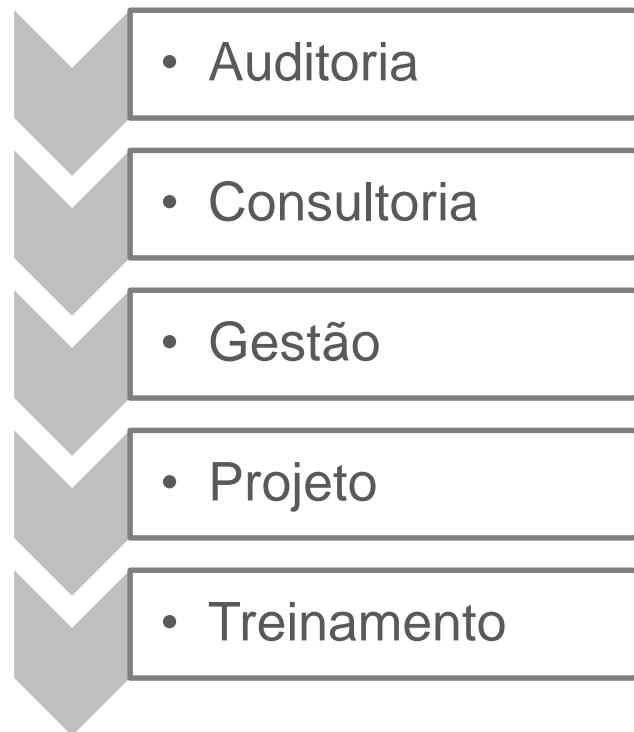 • Auditoria
• Consultoria
• Gestão
• Projeto
• Treinamento